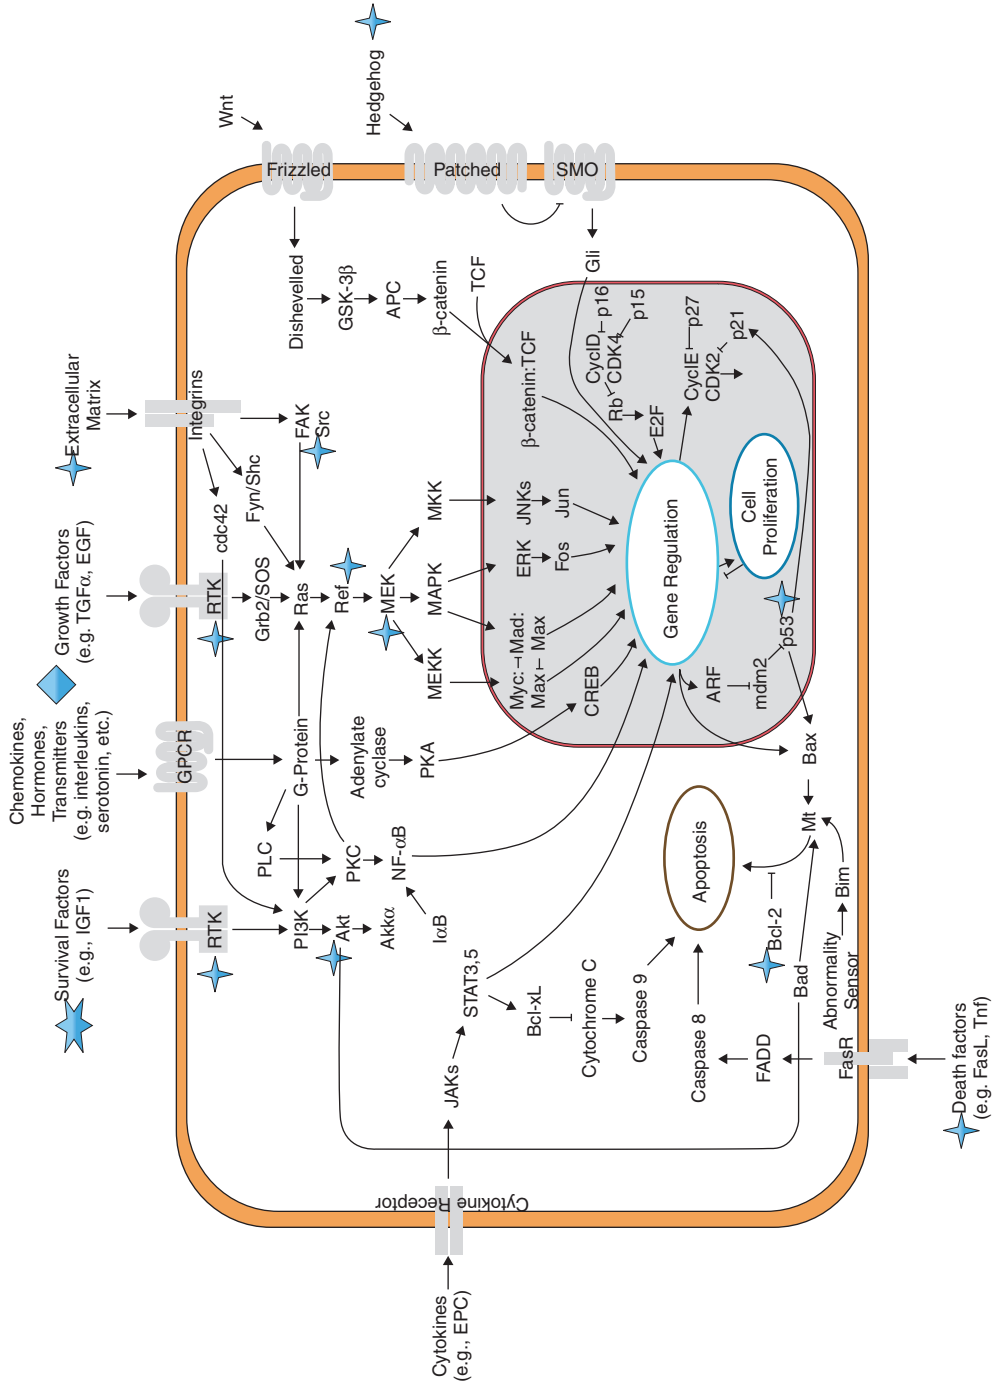 Survival Factors
(e.g., IGF1)
Chemokines,
Hormones,
Transmitters
(e.g. interleukins,
serotonin, etc.)
Growth Factors
(e.g. TGFα, EGF)
Extracellular
Matrix
Wnt
Hedgehog
RTK
GPCR
RTK
Integrins
Frizzled
Patched
SMO
cdc42
Fyn/Shc
Grb2/SOS
FAK
Src
Dishevelled
GSK-3β
APC
β-catenin
TCF
Gli
PLC
G-Protein
Ras
PI3K
PKC
Adenylate
cyclase
Ref
Akt
Akkα
NF-αB
IαB
PKA
MEK
MEKK
MAPK
MKK
Cytokines
(e.g., EPC)
Cytokine Receptor
JAKs
STAT3,5
Bcl-xL
Cytochrome C
Caspase 9
Caspase 8
FADD
FasR
Death factors
(e.g. FasL, Tnf)
Myc:
Max
Mad:
Max
CREB
ERK
Fos
JNKs
Jun
β-catenin:TCF
Rb
E2F
CyclD
CDK4
p16
p15
CyclE
CDK2
p27
p21
Gene Regulation
Cell
Proliferation
ARF
mdm2
p53
Bax
Mt
Apoptosis
Bcl-2
Bad
Bim
Abnormality
Sensor